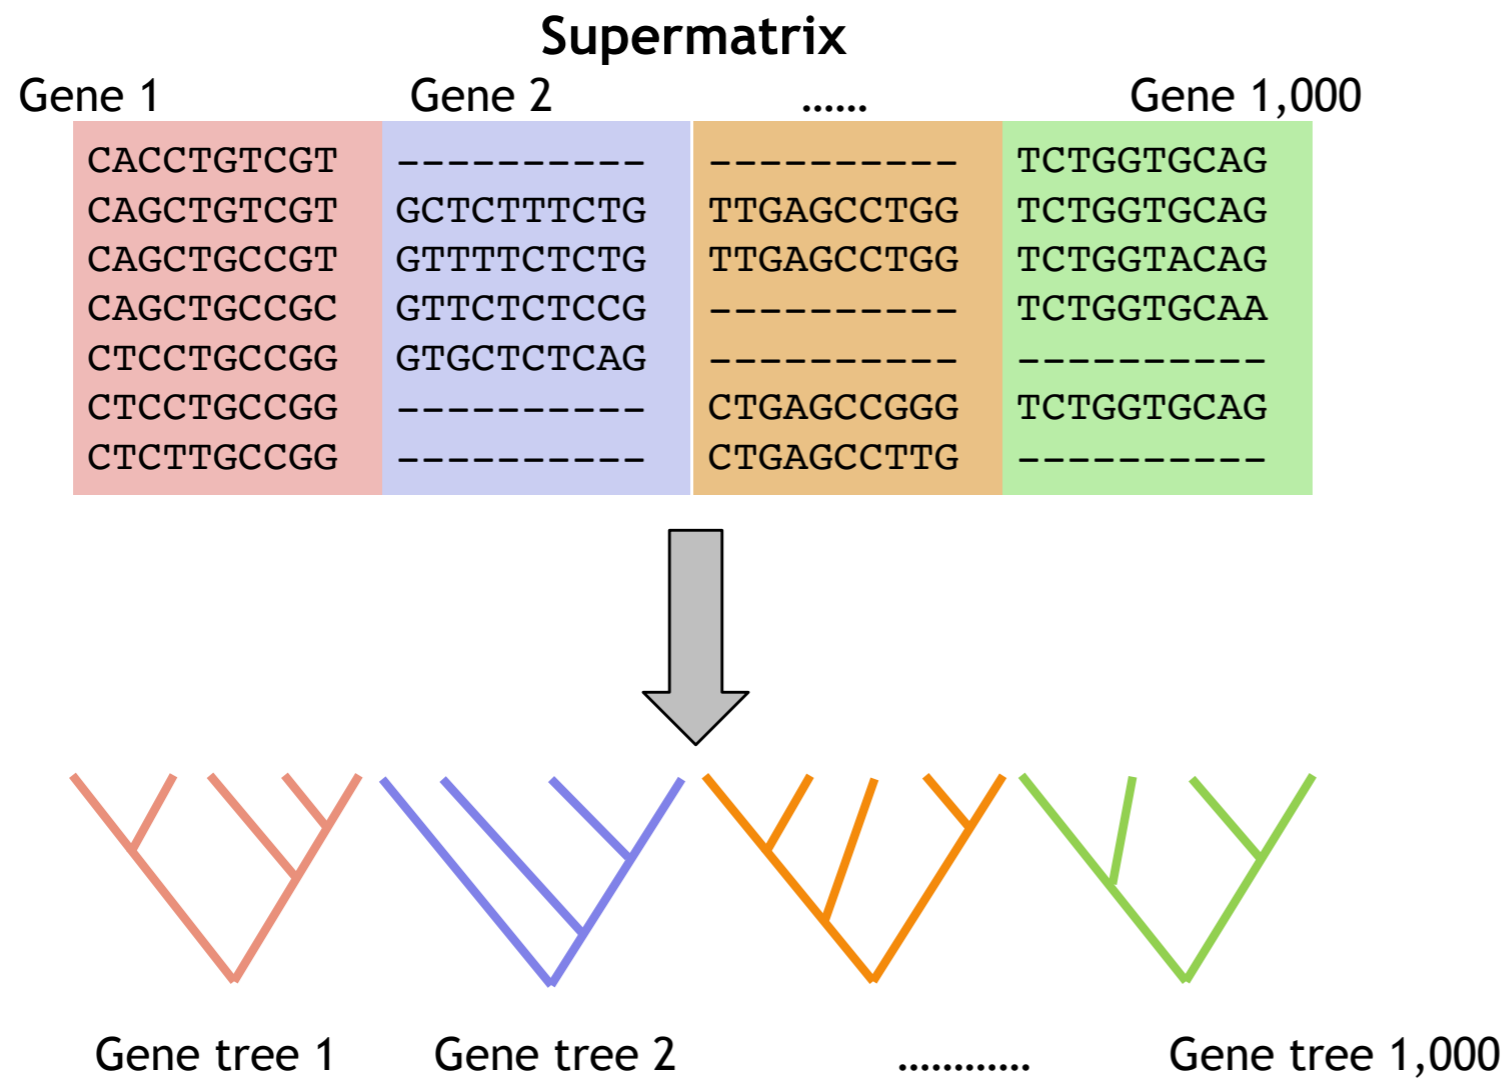 Supermatrix
Gene 1 Gene 2 ...... Gene 1,000
CACCTGTCGT ---------- ---------- TCTGGTGCAG
CAGCTGTCGT GCTCTTTCTG TTGAGCCTGG TCTGGTGCAG
CAGCTGCCGT GTTTTCTCTG TTGAGCCTGG TCTGGTACAG
CAGCTGCCGC GTTCTCTCCG ---------- TCTGGTGCAA
CTCCTGCCGG GTGCTCTCAG ---------- ----------
CTCCTGCCGG ---------- CTGAGCCGGG TCTGGTGCAG
CTCTTGCCGG ---------- CTGAGCCTTG ----------
Gene tree 1 Gene tree 2 ............ Gene tree 1,000